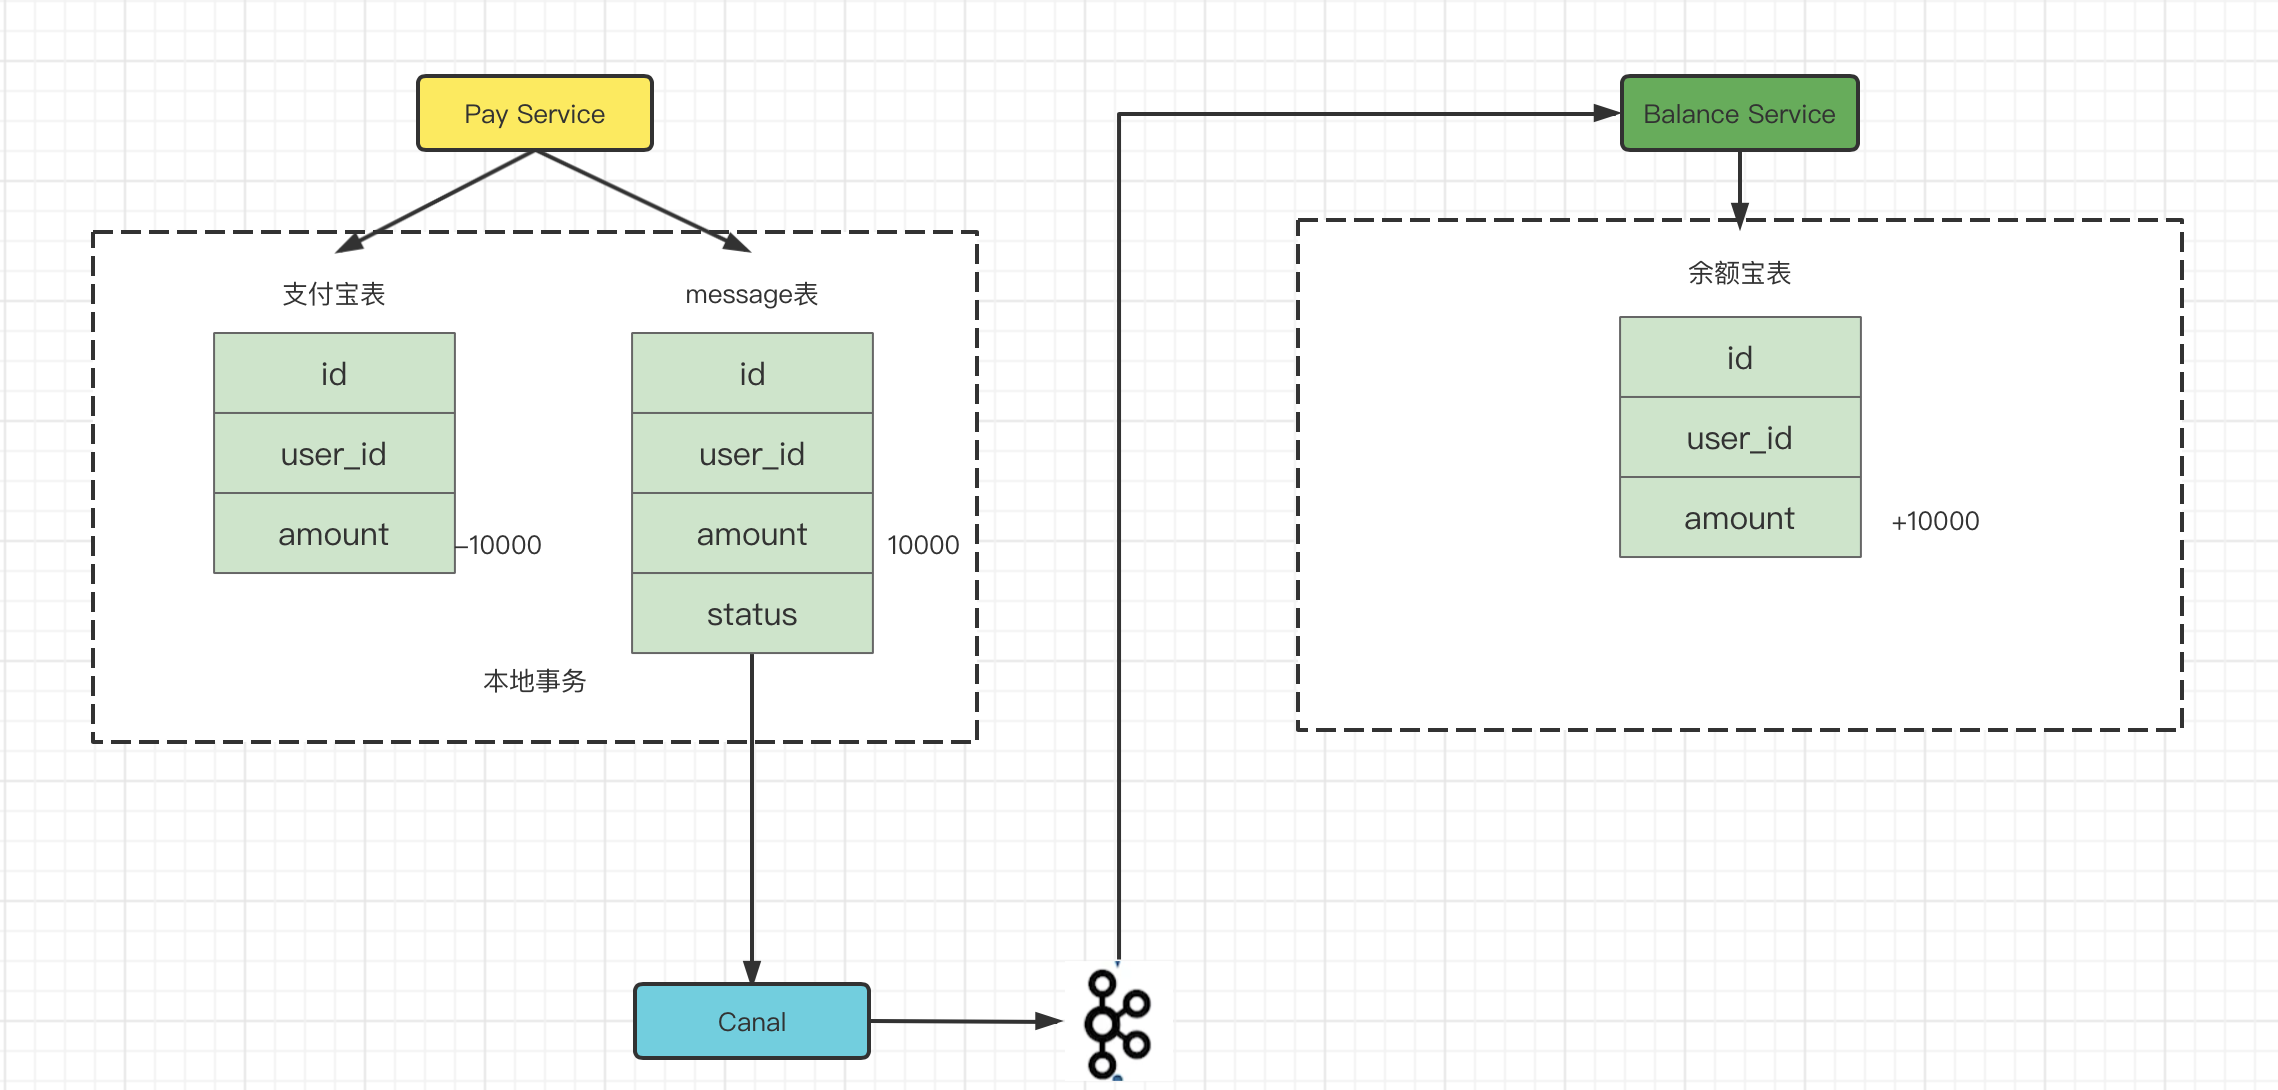 Pay Service
Balance Service
支付宝表
message表
余额宝表
id
user_id
amount
-10000
id
user_id
amount
10000
status
本地事务
id
user_id
amount
+10000
Canal